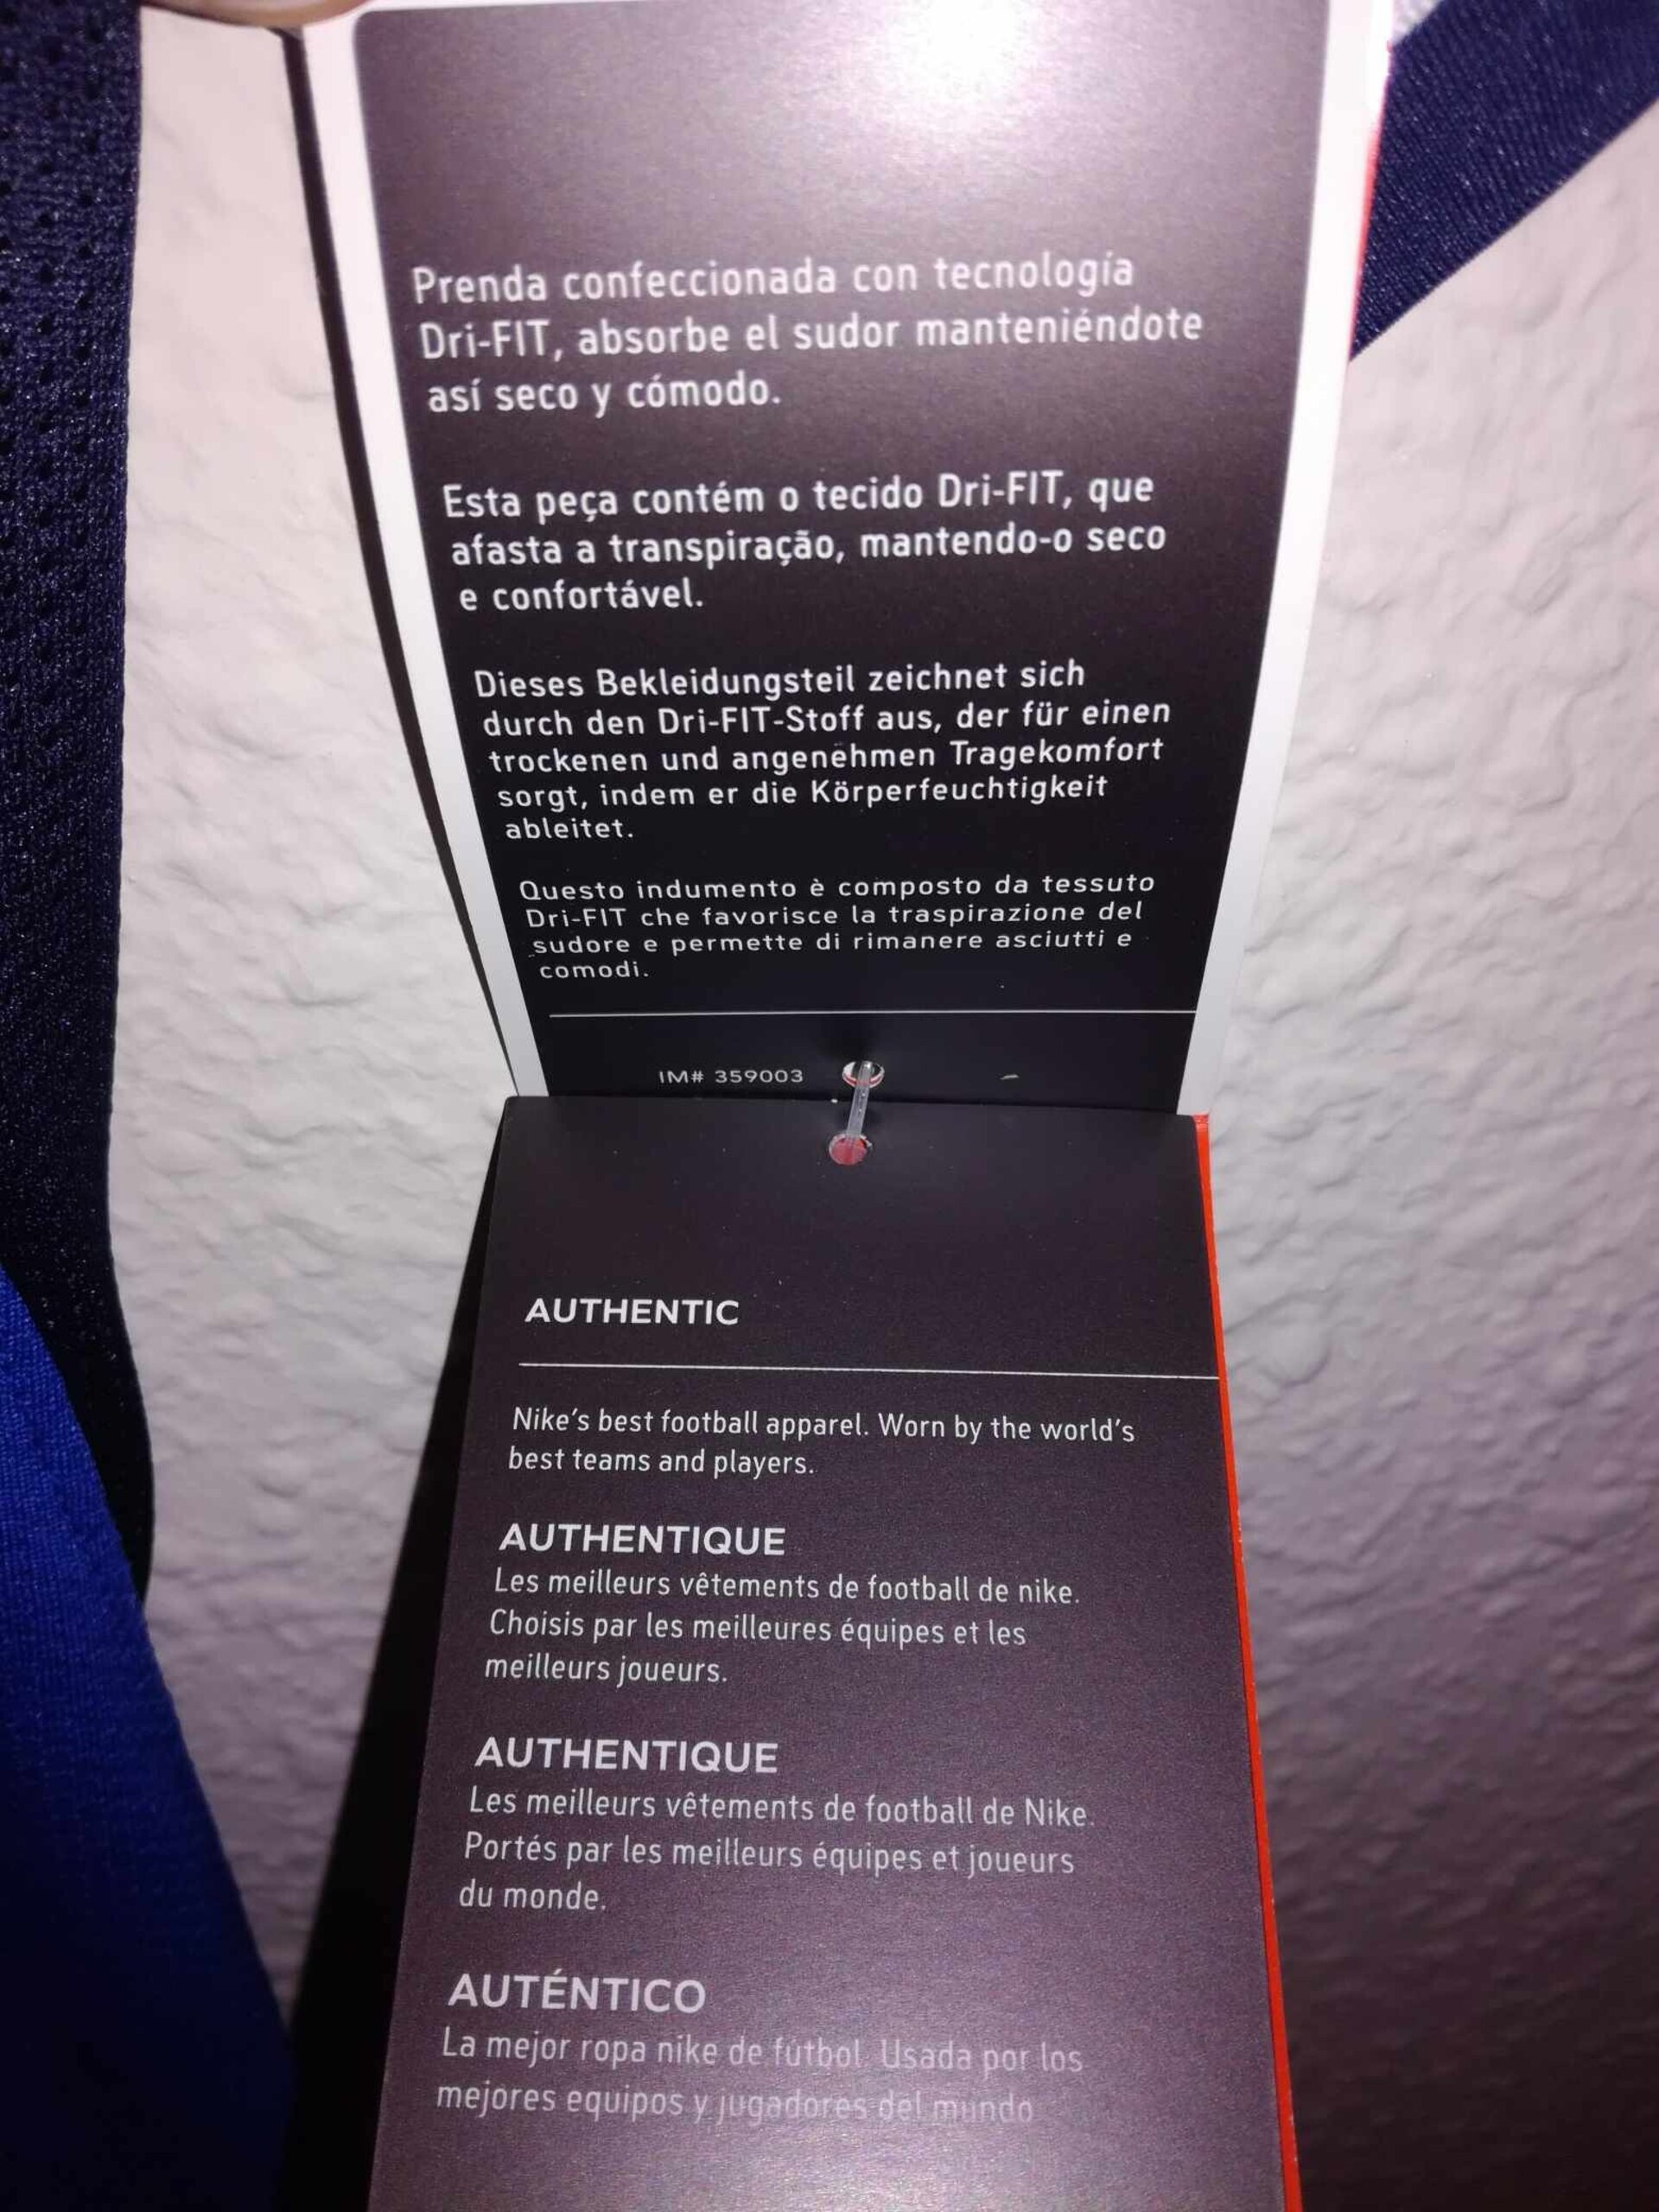 Prenda confeccionada con tecnología
Dri-FIT, absorbe el sudor manteniéndote
así seco y cómodo.
Esta peça contém o tecido Dri-FIT, que
afasta a transpiração, mantendo-o seco
e confortável.
Dieses Bekleidungsteil zeichnet sich
durch den Dri-FIT-Stoff aus, der für einen
trockenen und angenehmen Tragekomfort
sorgt, indem er die Körperfeuchtigkeit
ableitet.
Questo indumento è composto da tessuto
Dri-FIT che favorisce la traspirazione del
sudore e permette di rimanere asciutti e
comodi.
IM# 359003
AUTHENTIC
Nike's best football apparel. Worn by the world's
best teams and players.
AUTHENTIQUE
Les meilleurs vêtements de football de nike.
Choisis par les meilleures équipes et les
meilleurs joueurs.
AUTHENTIQUE
Les meilleurs vêtements de football de Nike.
Portés par les meilleurs équipes et joueurs
du monde.
AUTÉNTICO
La mejor ropa nike de fútbol. Usada por los
mejores equipos y jugadores del mundo